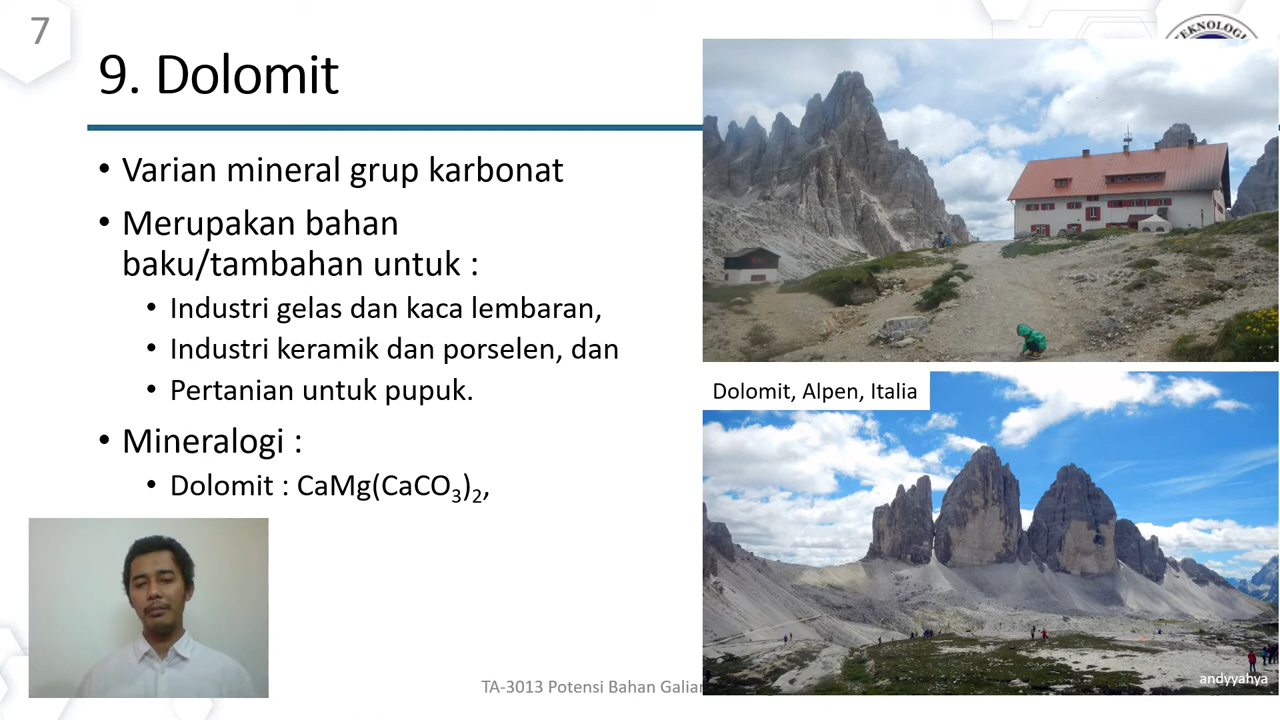 7
9. Dolomit
• Varian mineral grup karbonat
• Merupakan bahan
baku/tambahan untuk :
• Industri gelas dan kaca lembaran,
• Industri keramik dan porselen, dan
• Pertanian untuk pupuk.
• Mineralogi :
• Dolomit : CaMg(CaCO₃)₂,
TEKNOLOGI
Dolomit, Alpen, Italia
andyyahya
TA-3013 Potensi Bahan Galian